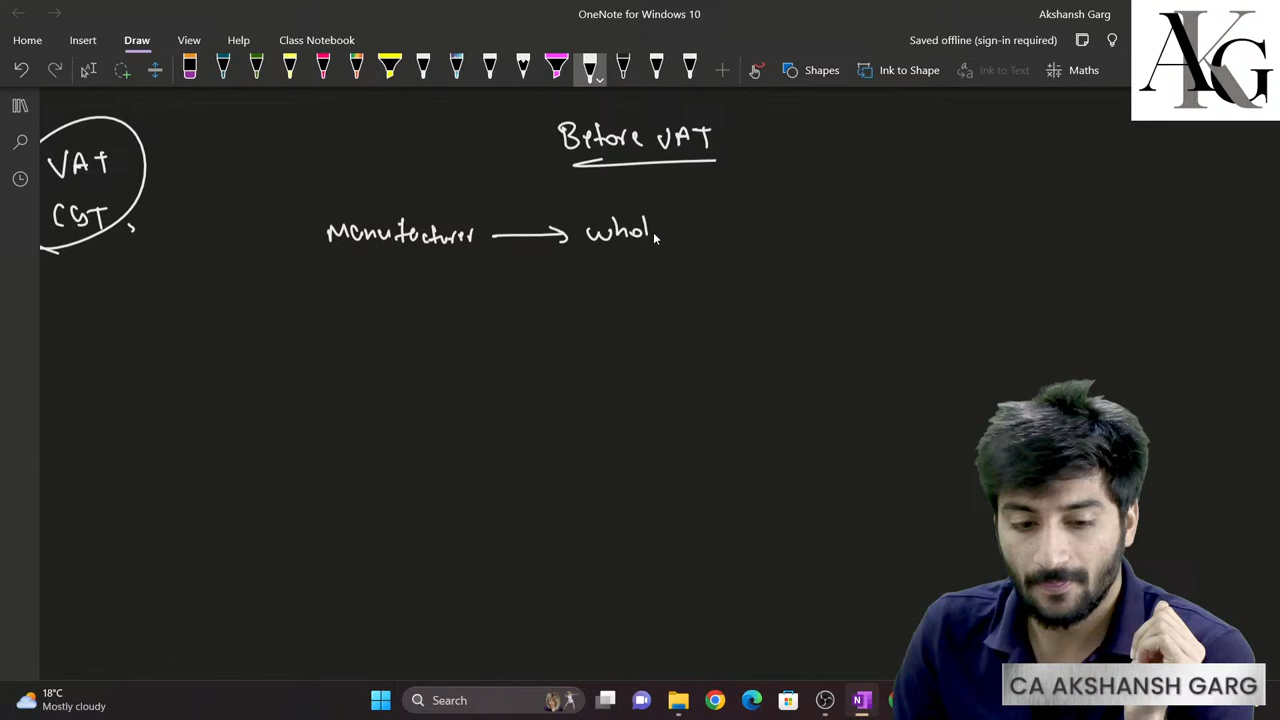 OneNote for Windows 10
Akshansh Garg
Home Insert Draw View Help Class Notebook
Saved offline (sign-in required)
Shapes Ink to Shape Ink to Text Maths
AKG
Before VAT
VAT
CST
Manufacturer → whol
CA AKSHANSH GARG
18°C
Mostly cloudy
Search